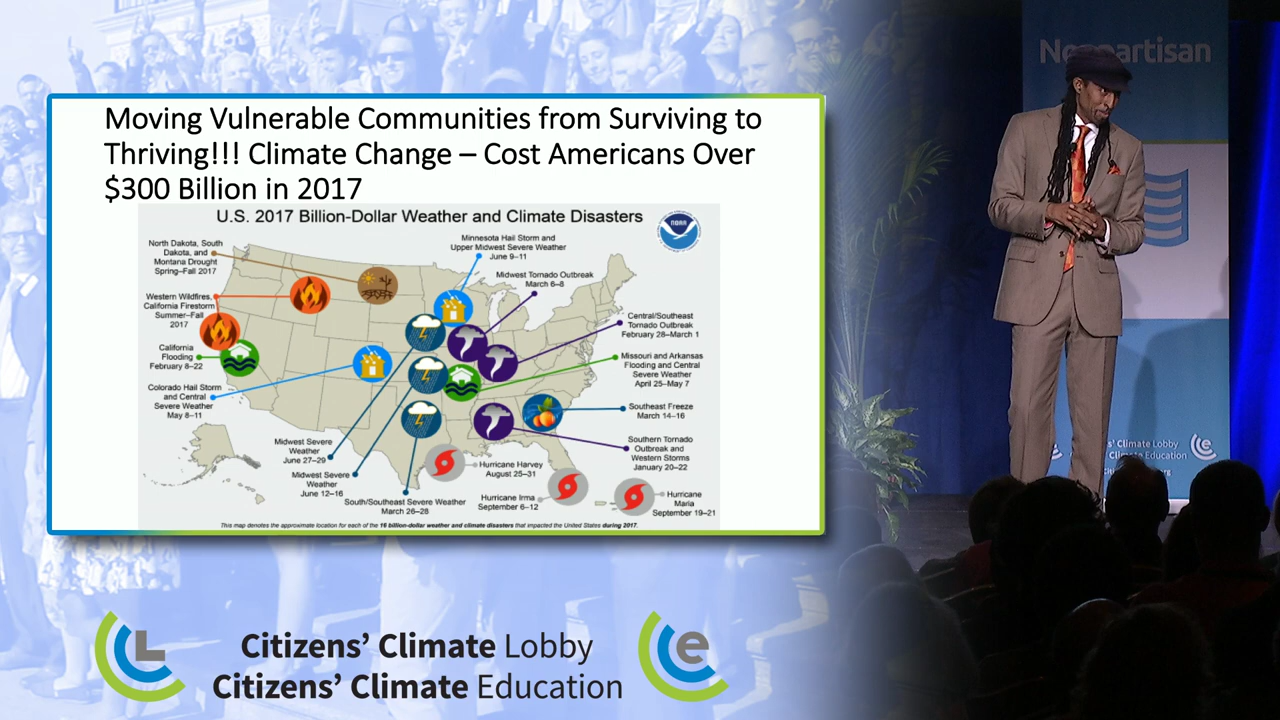 Moving Vulnerable Communities from Surviving to
Thriving!!! Climate Change – Cost Americans Over
$300 Billion in 2017
U.S. 2017 Billion-Dollar Weather and Climate Disasters
NOAA
North Dakota, South
Dakota, and
Montana Drought
Spring–Fall 2017
Western Wildfires,
California Firestorm
Summer–Fall
2017
California
Flooding
February 8–22
Colorado Hail Storm
and Central
Severe Weather
May 8–11
Minnesota Hail Storm and
Upper Midwest Severe Weather
June 9–11
Midwest Tornado Outbreak
March 6–8
Central/Southeast
Tornado Outbreak
February 28–March 1
Missouri and Arkansas
Flooding and Central
Severe Weather
April 25–May 7
Southeast Freeze
March 14–16
Southern Tornado
Outbreak and
Western Storms
January 20–22
Midwest Severe
Weather
June 27–29
Midwest Severe
Weather
June 12–16
South/Southeast Severe Weather
March 26–28
Hurricane Harvey
August 25–31
Hurricane Irma
September 6–12
Hurricane
Maria
September 19–21
This map denotes the approximate location for each of the 16 billion-dollar weather and climate disasters that impacted the United States during 2017.
L
Citizens' Climate Lobby
Citizens' Climate Education
e
partisan
Climate Lobby
Education
e